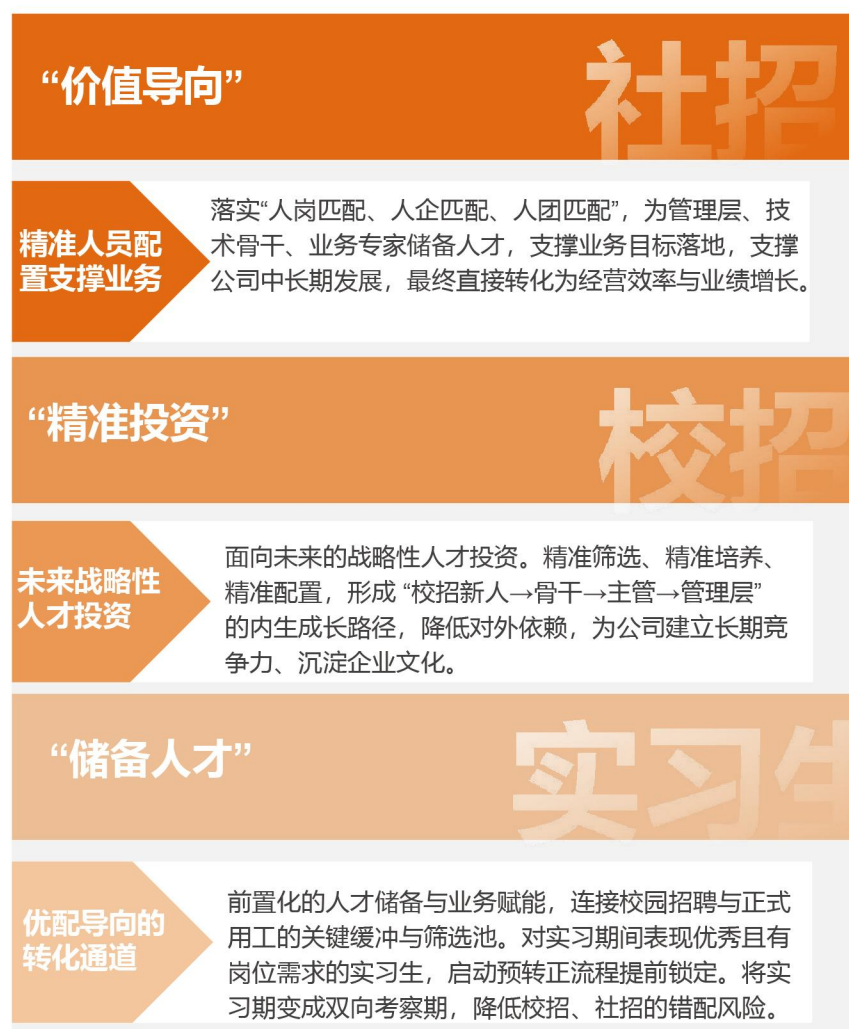 “价值导向”
社招
精准人员配
置支撑业务
落实“人岗匹配、人企匹配、人团匹配”，为管理层、技
术骨干、业务专家储备人才，支撑业务目标落地，支撑
公司中长期发展，最终直接转化为经营效率与业绩增长。
“精准投资”
校招
未来战略性
人才投资
面向未来的战略性人才投资。精准筛选、精准培养、
精准配置，形成 “校招新人→骨干→主管→管理层”
的内生成长路径，降低对外依赖，为公司建立长期竞
争力、沉淀企业文化。
“储备人才”
实习生
优配导向的
转化通道
前置化的人才储备与业务赋能，连接校园招聘与正式
用工的关键缓冲与筛选池。对实习期间表现优秀且有
岗位需求的实习生，启动预转正流程提前锁定。将实
习期变成双向考察期，降低校招、社招的错配风险。